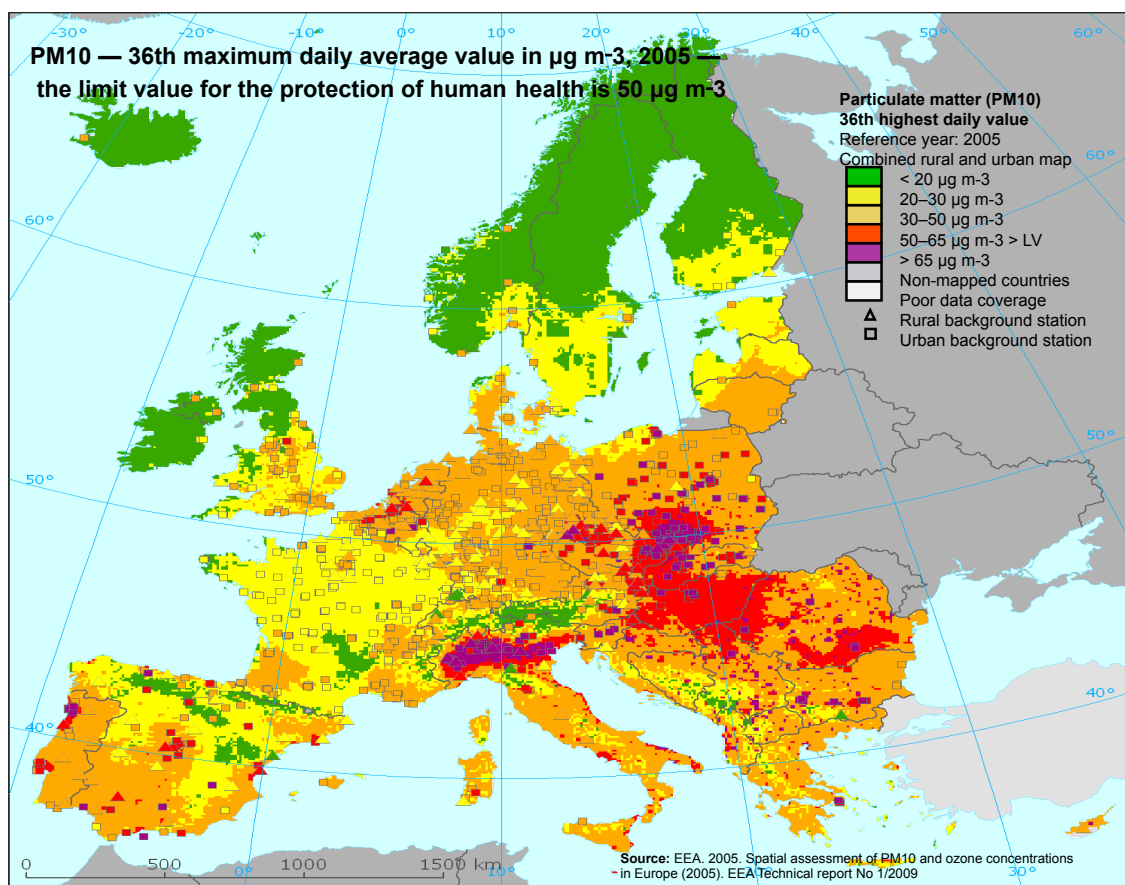 -30°
-20°
-10°
0°
10°
20°
30°
40°
50°
60°
PM10 — 36th maximum daily average value in µg m-3, 2005 —
the limit value for the protection of human health is 50 µg m-3
Particulate matter (PM10)
36th highest daily value
Reference year: 2005
Combined rural and urban map
< 20 µg m-3
20–30 µg m-3
30–50 µg m-3
50–65 µg m-3 > LV
> 65 µg m-3
Non-mapped countries
Poor data coverage
Rural background station
Urban background station
60°
60°
50°
50°
40°
40°
0
500
1000
1500 km
0°
10°
20°
30°
Source: EEA. 2005. Spatial assessment of PM10 and ozone concentrations
in Europe (2005). EEA Technical report No 1/2009